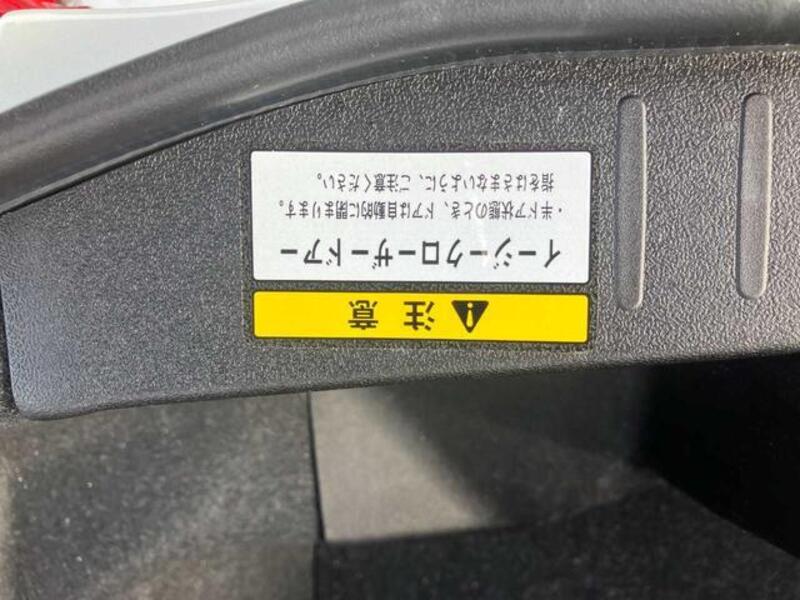 注意
イージークローザードアー
・半ドア状態のとき、ドアは自動的に閉まります。
指をはさまないように、ご注意ください。